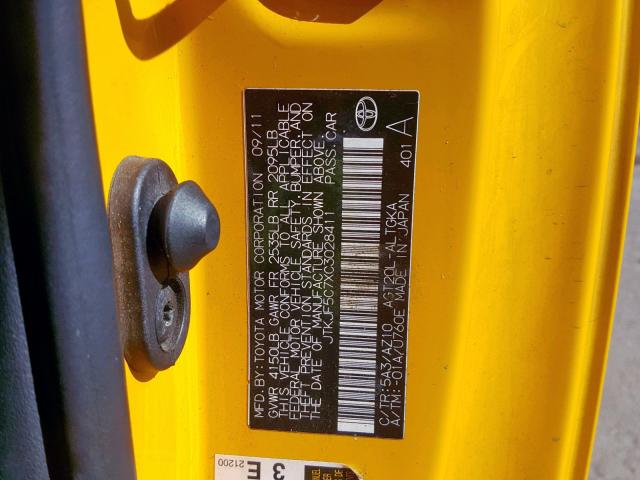 MFD.BY:TOYOTA MOTOR CORPORATION 09/11
GVWR 4150LB GAWR FR 2535LB RR 2095LB
THIS VEHICLE CONFORMS TO ALL APPLICABLE
FEDERAL MOTOR VEHICLE SAFETY, BUMPER, AND
THEFT PREVENTION STANDARDS IN EFFECT ON
THE DATE OF MANUFACTURE SHOWN ABOVE.
JTKJF5C7XC3028411 PASS.CAR
C/TR:5A3/AZ10 AGT20L-ALTGKA
A/TM:-01A/U760E MADE IN JAPAN 401 A
21200
3 E